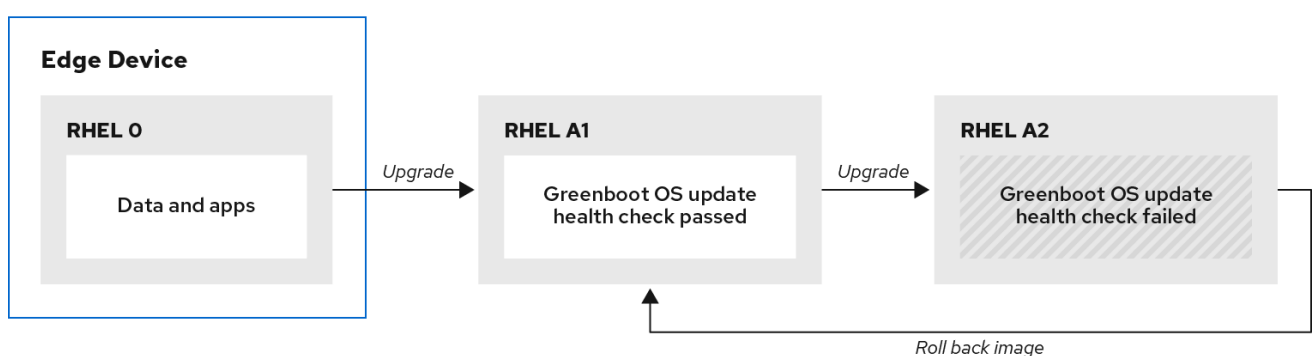 Edge Device
RHEL 0
Data and apps
Upgrade
RHEL A1
Greenboot OS update
health check passed
Upgrade
RHEL A2
Greenboot OS update
health check failed
Roll back image